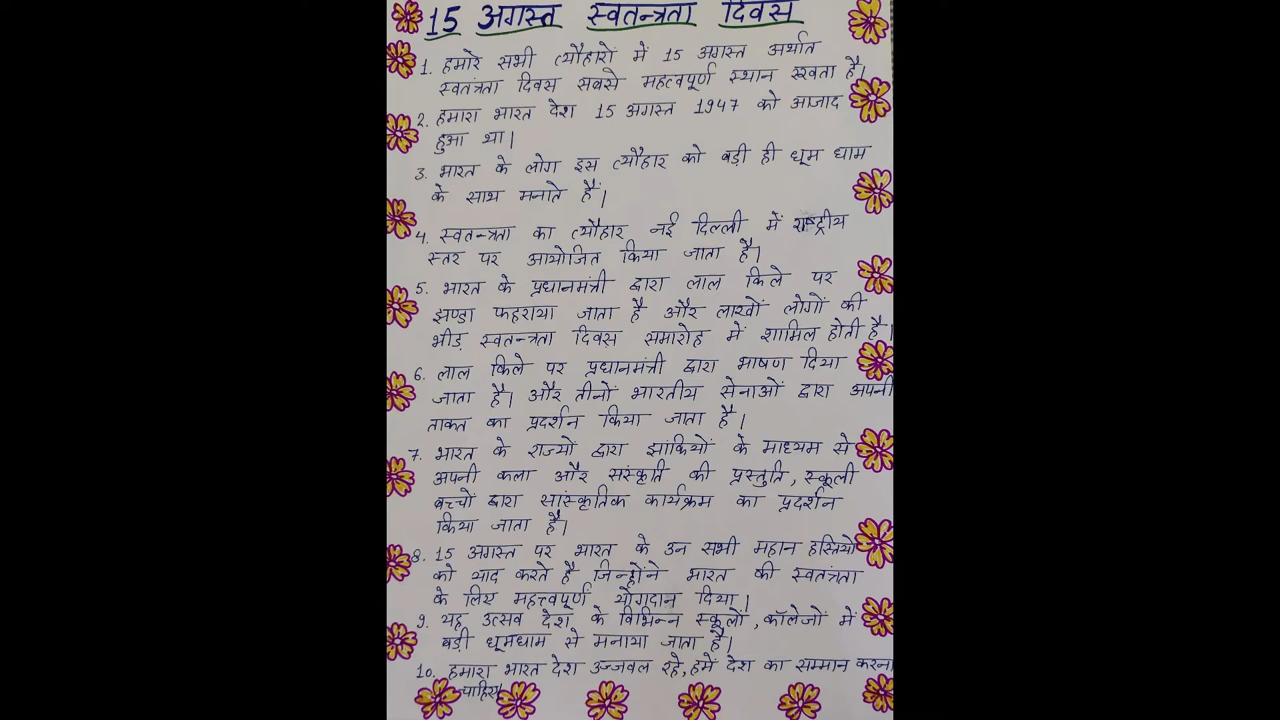 15 अगस्त स्वतन्त्रता दिवस
1. हमारे सभी त्यौहारों में 15 अगस्त अर्थात
स्वतंत्रता दिवस सबसे महत्वपूर्ण स्थान रखता है।
2. हमारा भारत देश 15 अगस्त 1947 को आजाद
हुआ था।
3. भारत के लोग इस त्यौहार को बड़ी ही धूम धाम
के साथ मनाते हैं।
4. स्वतन्त्रता का त्यौहार नई दिल्ली में राष्ट्रीय
स्तर पर आयोजित किया जाता है।
5. भारत के प्रधानमंत्री द्वारा लाल किले पर
झण्डा फहराया जाता है और लाखों लोगों की
भीड़ स्वतन्त्रता दिवस समारोह में शामिल होती है।
6. लाल किले पर प्रधानमंत्री द्वारा भाषण दिया
जाता है। और तीनों भारतीय सेनाओं द्वारा अपनी
ताकत का प्रदर्शन किया जाता है।
7. भारत के राज्यों द्वारा झांकियों के माध्यम से
अपनी कला और संस्कृति की प्रस्तुति, स्कूली
बच्चों द्वारा सांस्कृतिक कार्यक्रम का प्रदर्शन
किया जाता है।
8. 15 अगस्त पर भारत के उन सभी महान हस्तियों
को याद करते है जिन्होंने भारत की स्वतंत्रता
के लिए महत्त्वपूर्ण योगदान दिया।
9. यह उत्सव देश के विभिन्न स्कूलों, कॉलेजों में
बड़ी धूमधाम से मनाया जाता है।
10. हमारा भारत देश उज्जवल रहे, हमें देश का सम्मान करना
चाहिए।